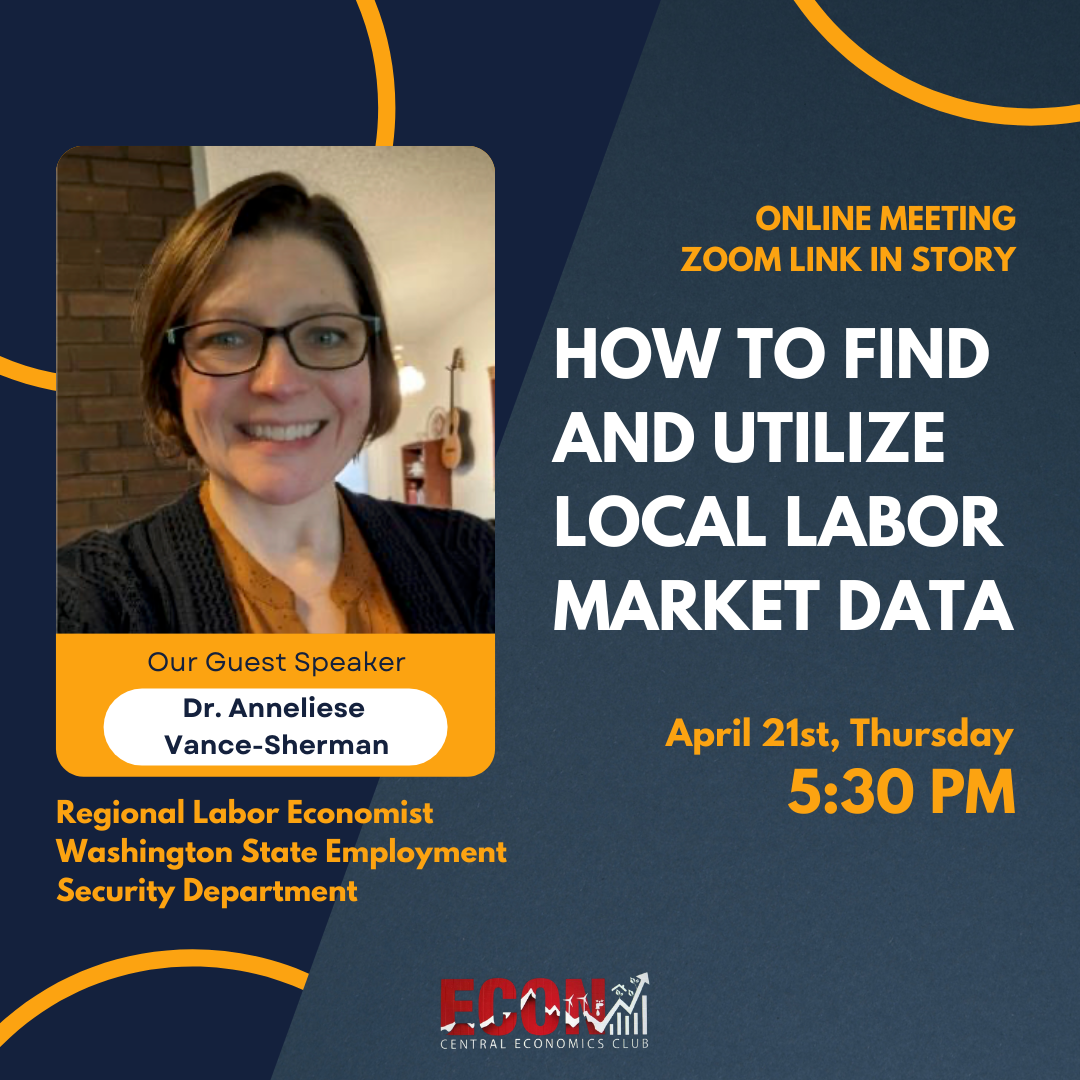 ONLINE MEETING
ZOOM LINK IN STORY
HOW TO FIND
AND UTILIZE
LOCAL LABOR
MARKET DATA
Our Guest Speaker
Dr. Anneliese
Vance-Sherman
April 21st, Thursday
5:30 PM
Regional Labor Economist
Washington State Employment
Security Department
ECON
CENTRAL ECONOMICS CLUB